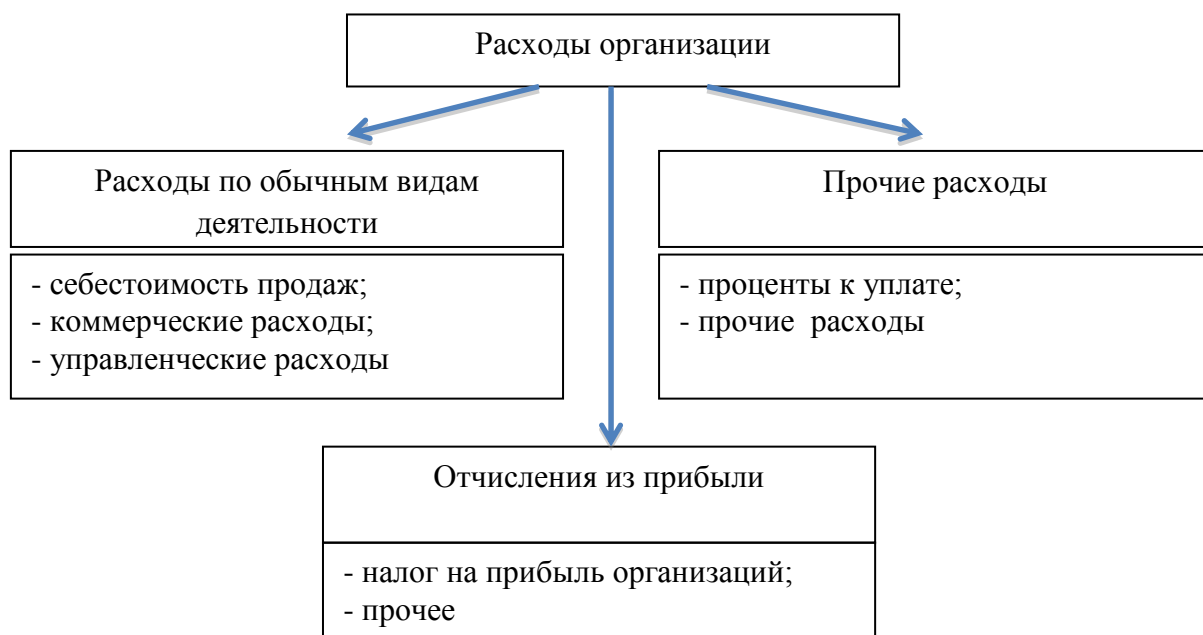 Расходы организации
Расходы по обычным видам
деятельности
- себестоимость продаж;
- коммерческие расходы;
- управленческие расходы
Прочие расходы
- проценты к уплате;
- прочие  расходы
Отчисления из прибыли
- налог на прибыль организаций;
- прочее